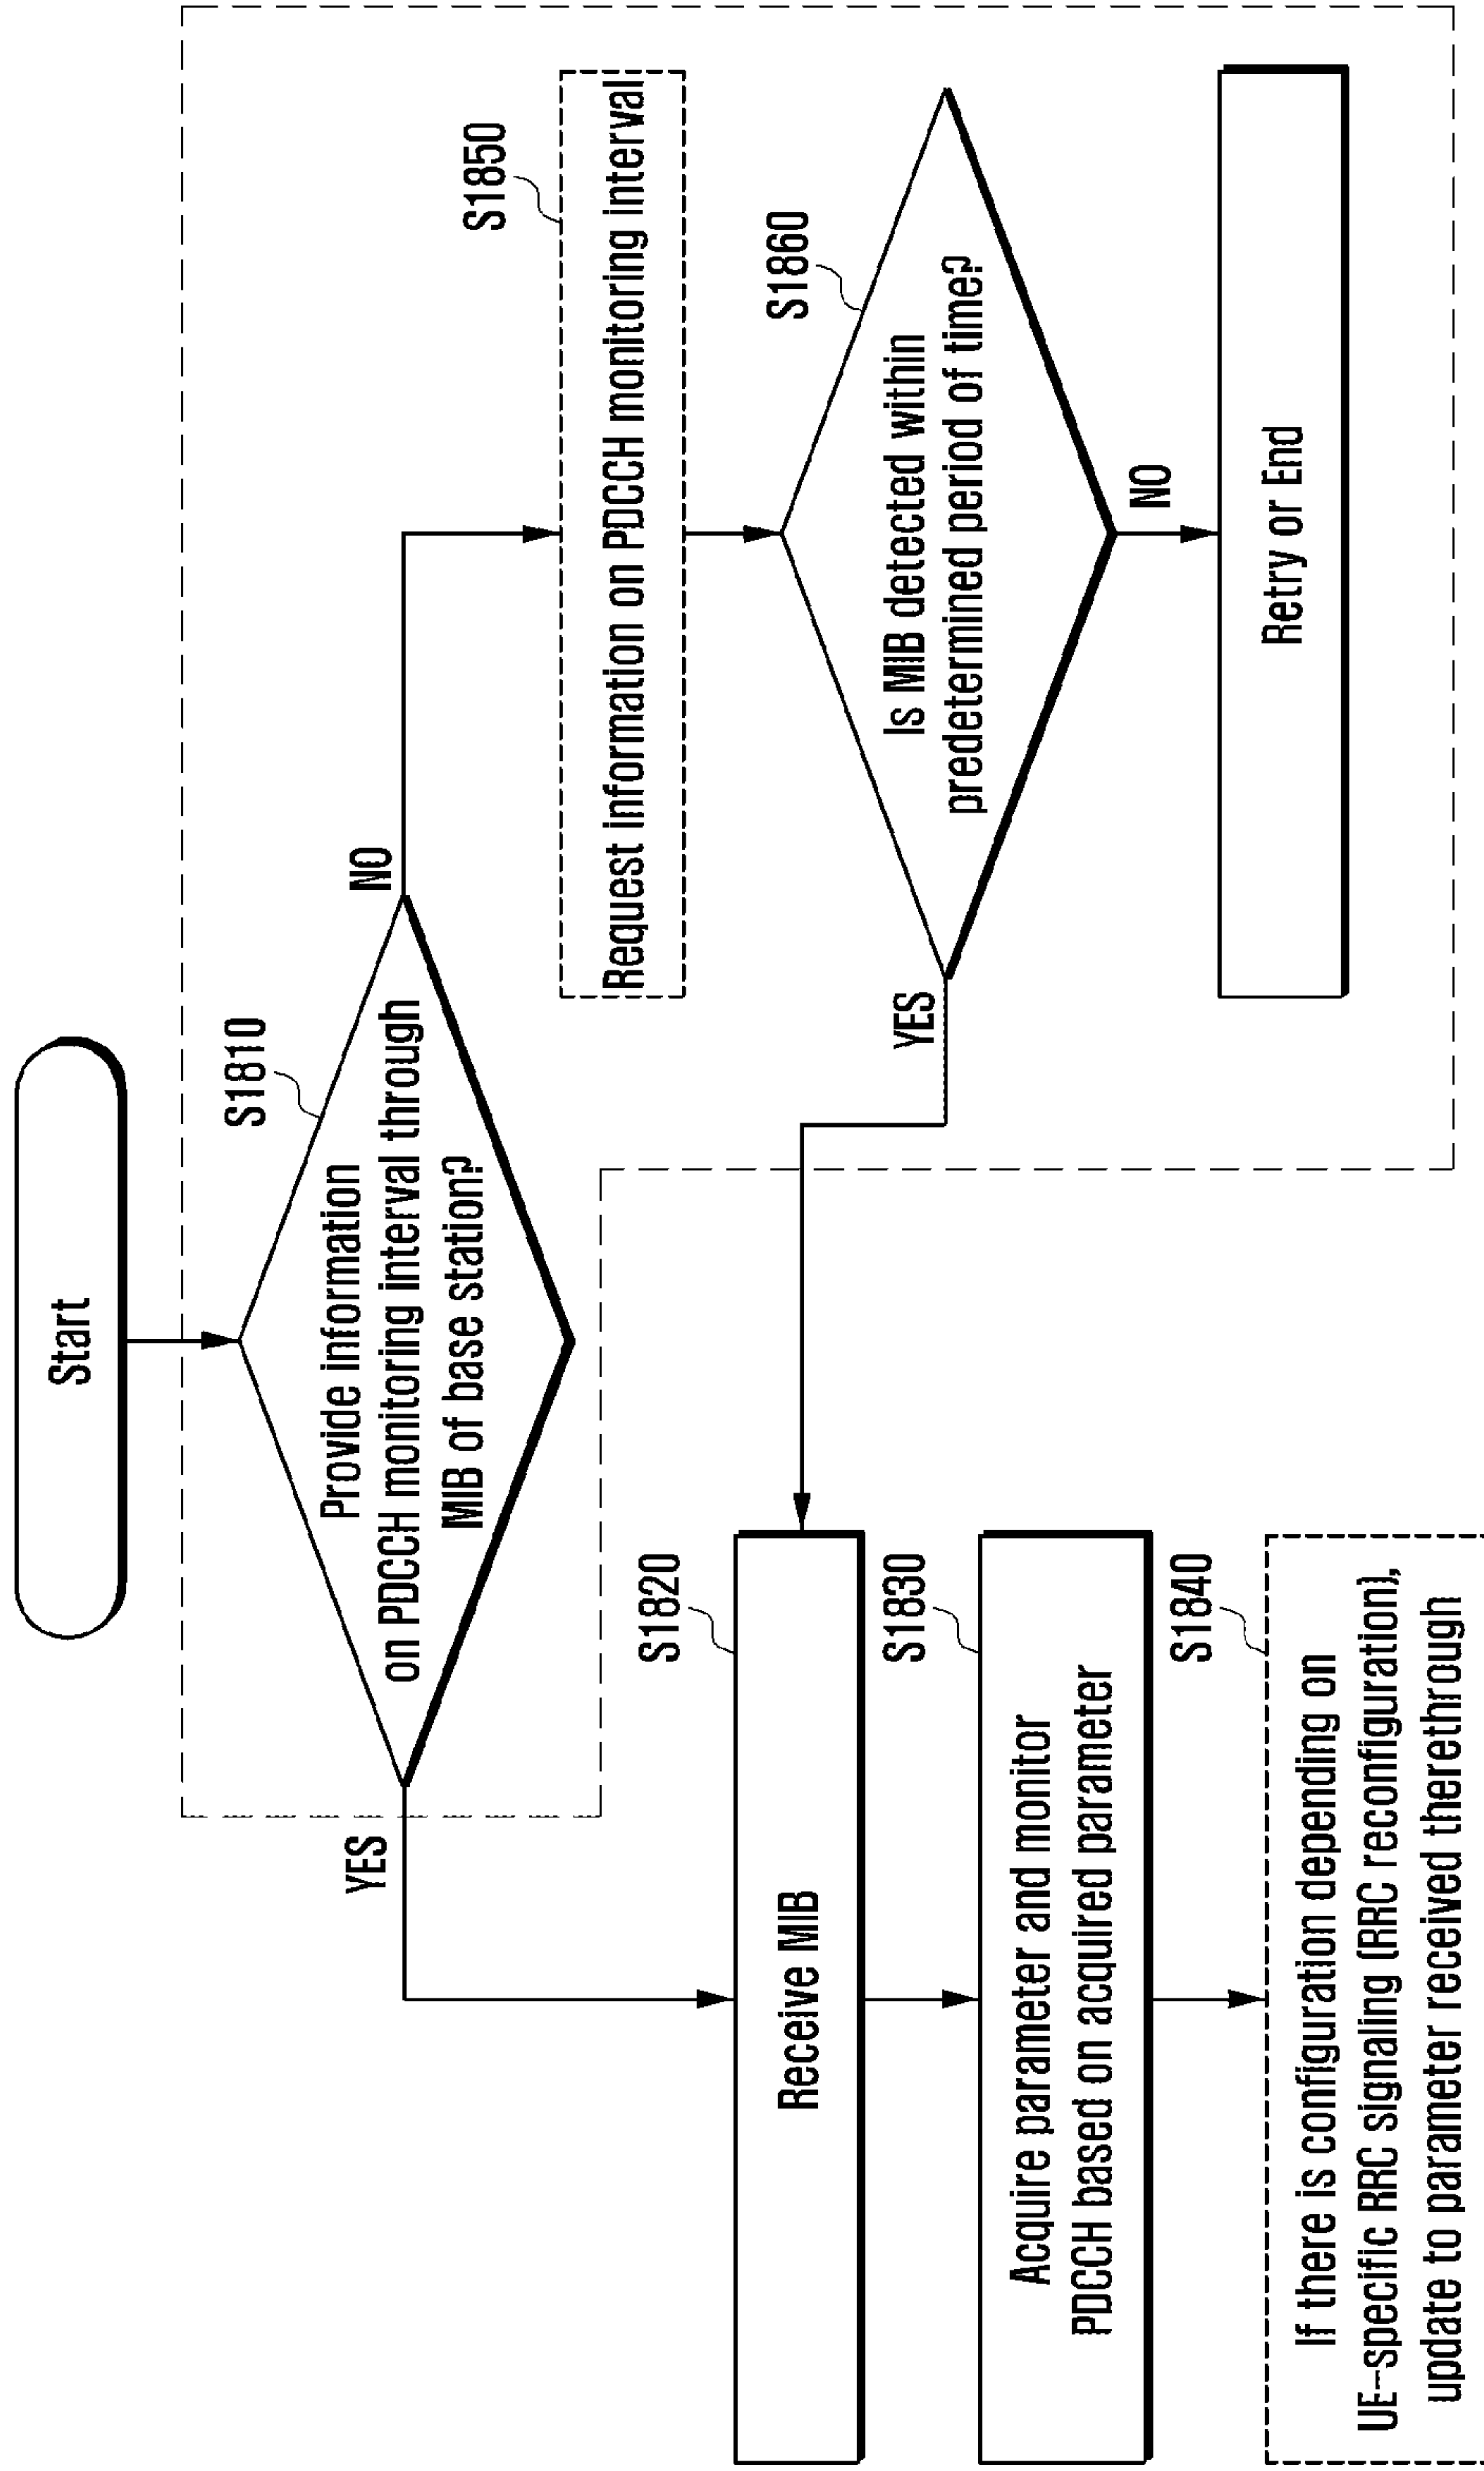 Start
S1810
Provide information
on PDCCH monitoring interval through
MIB of base station?
YES
NO
S1820
Receive MIB
S1830
Acquire parameter and monitor
PDCCH based on acquired parameter
S1840
If there is configuration depending on
UE-specific RRC signaling (RRC reconfiguration),
update to parameter received therethrough
S1850
Request information on PDCCH monitoring interval
S1860
Is MIB detected within
predetermined period of time?
YES
NO
Retry or End